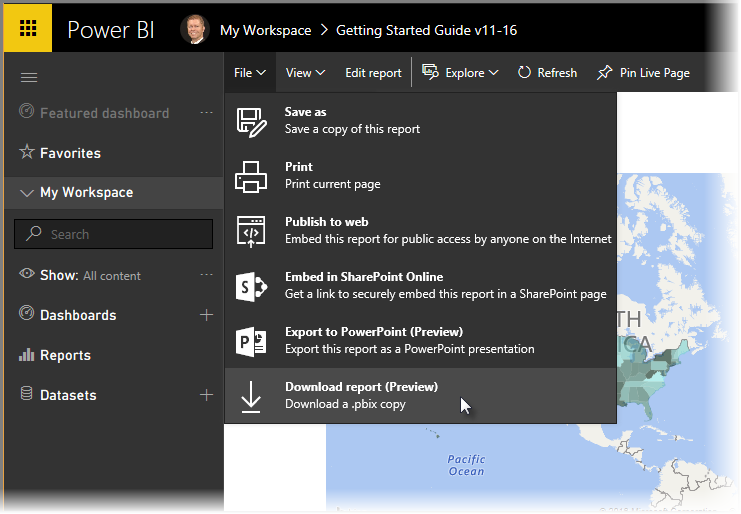 Power BI
My Workspace > Getting Started Guide v11-16
File View Edit report Explore Refresh Pin Live Page
Featured dashboard ...
Favorites
My Workspace
Search
Show: All content ...
Dashboards +
Reports
Datasets +
Save as
Save a copy of this report
Print
Print current page
Publish to web
Embed this report for public access by anyone on the Internet
Embed in SharePoint Online
Get a link to securely embed this report in a SharePoint page
Export to PowerPoint (Preview)
Export this report as a PowerPoint presentation
Download report (Preview)
Download a .pbix copy
TH
ICA
Pacific
Ocean